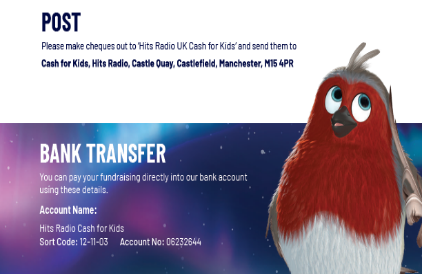 POST
Please make cheques out to 'Hits Radio UK Cash for Kids' and send them to
Cash for Kids, Hits Radio, Castle Quay, Castlefield, Manchester, M15 4PR
BANK TRANSFER
You can pay your fundraising directly into our bank account
using these details.
Account Name:
Hits Radio Cash for Kids
Sort Code: 12-11-03 Account No: 06232644